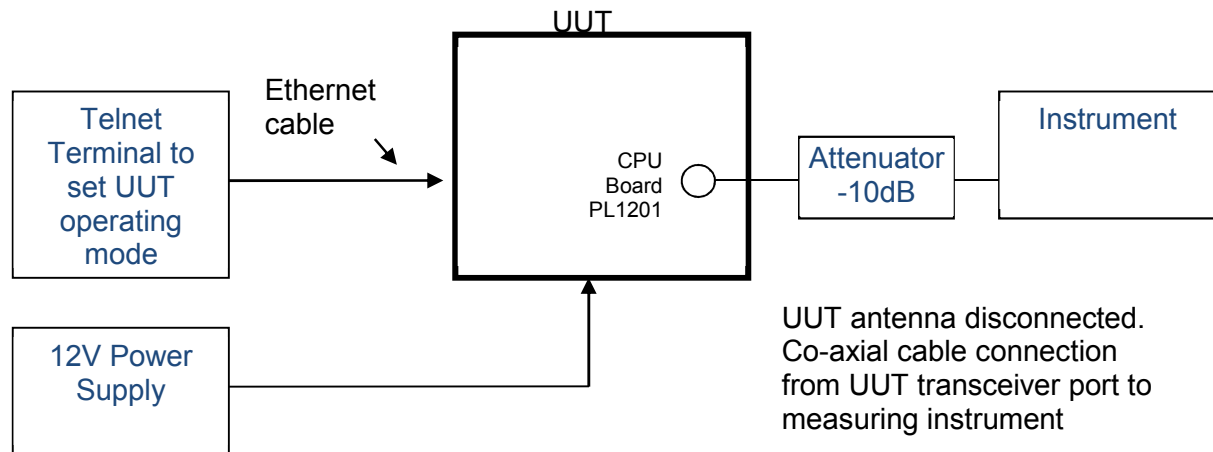 UUT
Ethernet
cable
Telnet
Terminal to
set UUT
operating
mode
CPU
Board
PL1201
Attenuator
-10dB
Instrument
12V Power
Supply
UUT antenna disconnected.
Co-axial cable connection
from UUT transceiver port to
measuring instrument